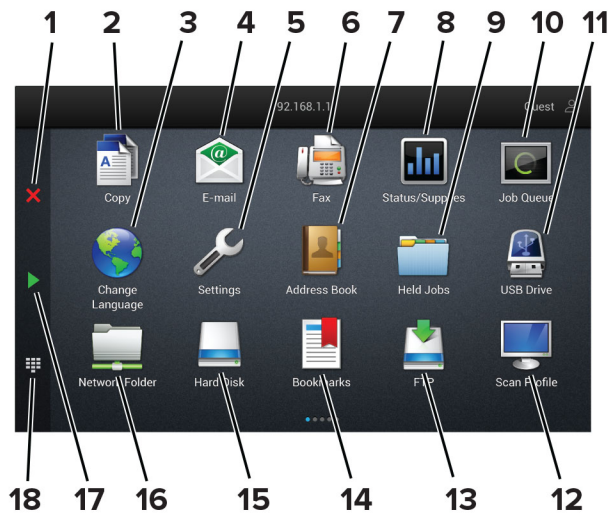 1 2 3 4 5 6 7 8 9 10 11
92.168.1.1
Guest
Copy E-mail Fax Status/Supplies Job Queue
Change Language Settings Address Book Held Jobs USB Drive
Network Folder Hard Disk Bookmarks FTP Scan Profile
18 17 16 15 14 13 12